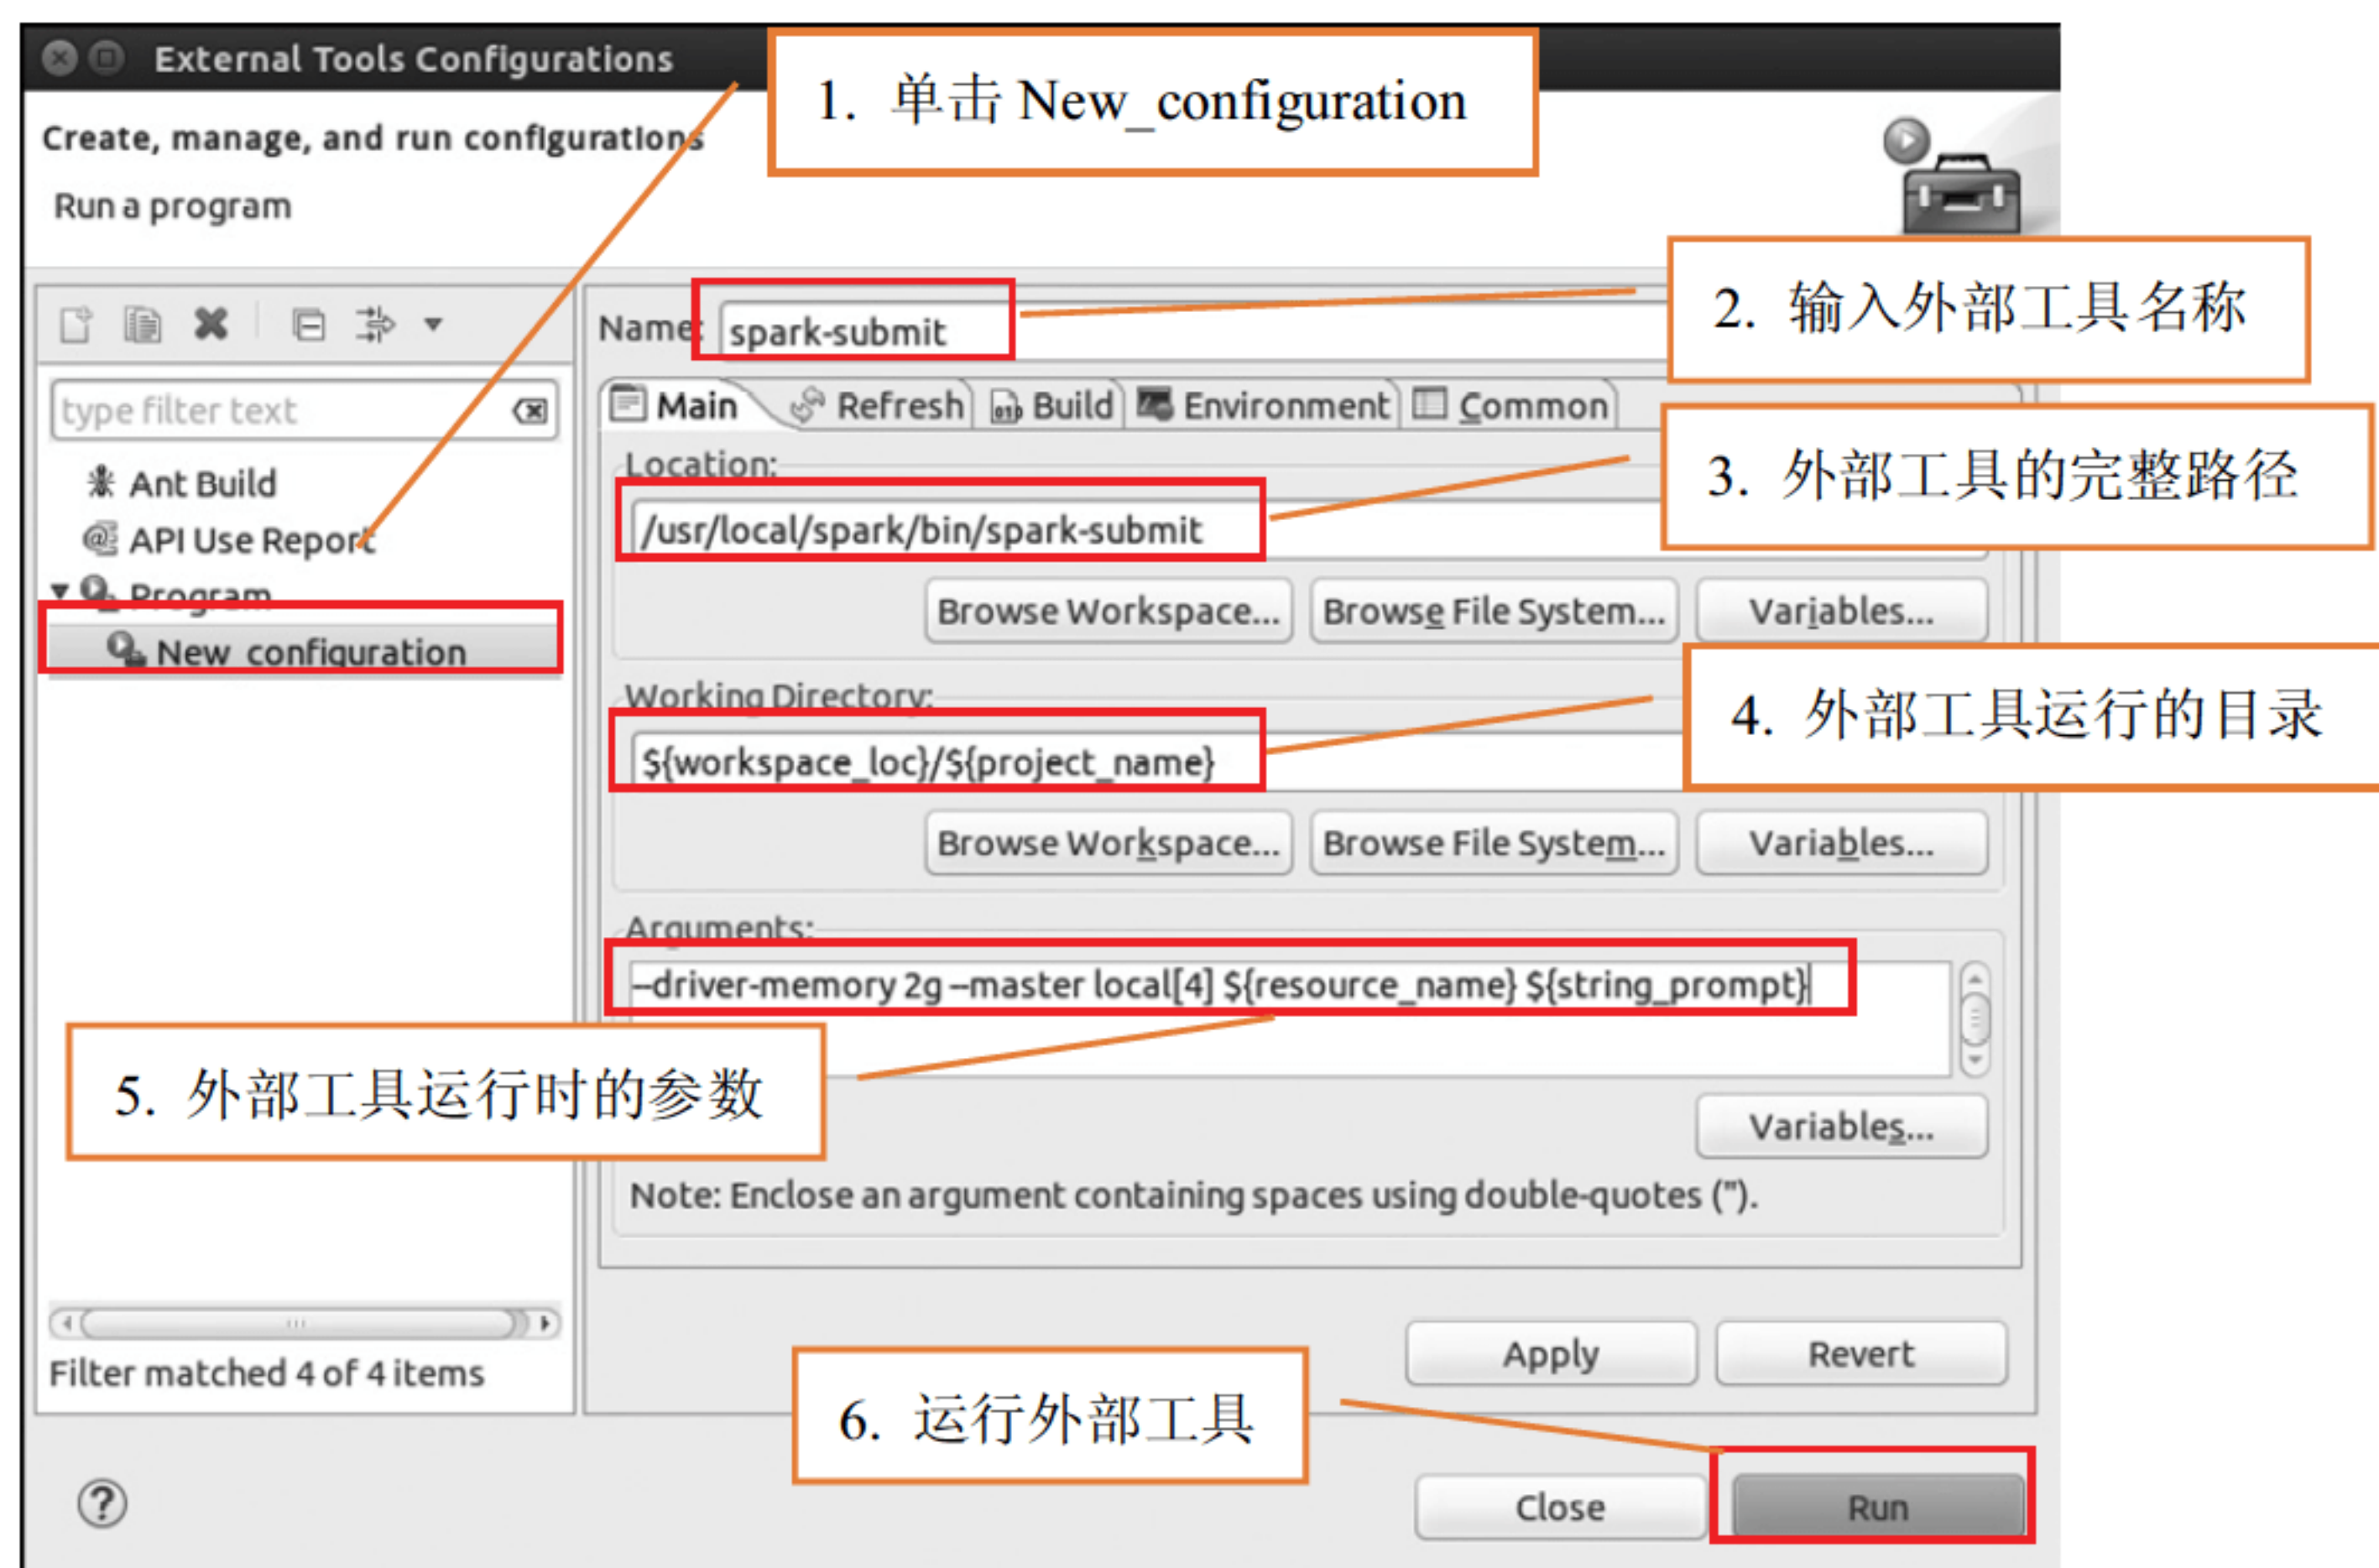 External Tools Configurations
1. 单击 New_configuration
Create, manage, and run configurations
Run a program
2. 输入外部工具名称
Name: spark-submit
type filter text
Main Refresh Build Environment Common
3. 外部工具的完整路径
Location:
Ant Build
/usr/local/spark/bin/spark-submit
API Use Report
Program
Browse Workspace... Browse File System... Variables...
New_configuration
4. 外部工具运行的目录
Working Directory:
${workspace_loc}/${project_name}
Browse Workspace... Browse File System... Variables...
Arguments:
--driver-memory 2g --master local[4] ${resource_name} ${string_prompt}
5. 外部工具运行时的参数
Variables...
Note: Enclose an argument containing spaces using double-quotes (").
Apply Revert
Filter matched 4 of 4 items
6. 运行外部工具
Close Run